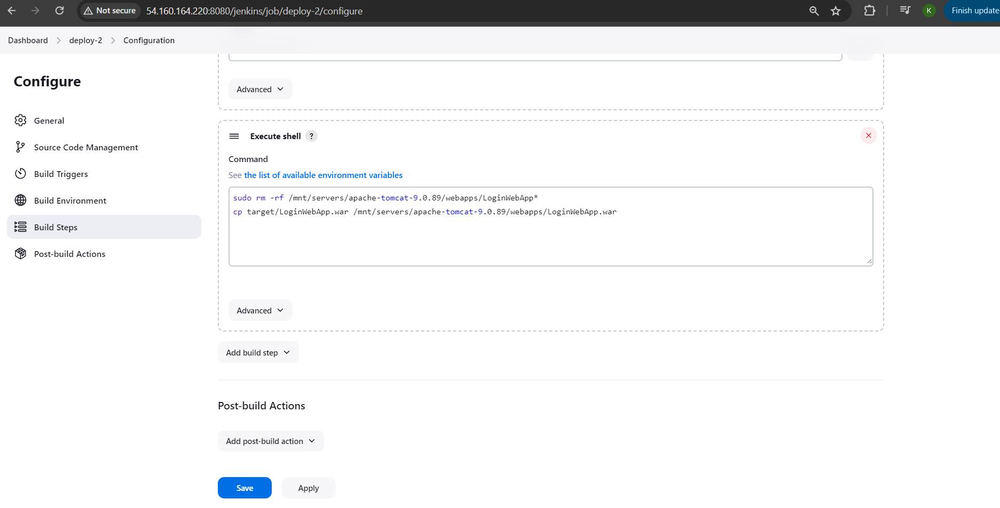 Not secure 54.160.164.220:8080/jenkins/job/deploy-2/configure K Finish update
Dashboard deploy-2 Configuration
Configure
General
Source Code Management
Build Triggers
Build Environment
Build Steps
Post-build Actions
Advanced
Execute shell ?
Command
See the list of available environment variables
sudo rm -rf /mnt/servers/apache-tomcat-9.0.89/webapps/LoginWebApp*
cp target/LoginWebApp.war /mnt/servers/apache-tomcat-9.0.89/webapps/LoginWebApp.war
Advanced
Add build step
Post-build Actions
Add post-build action
Save Apply